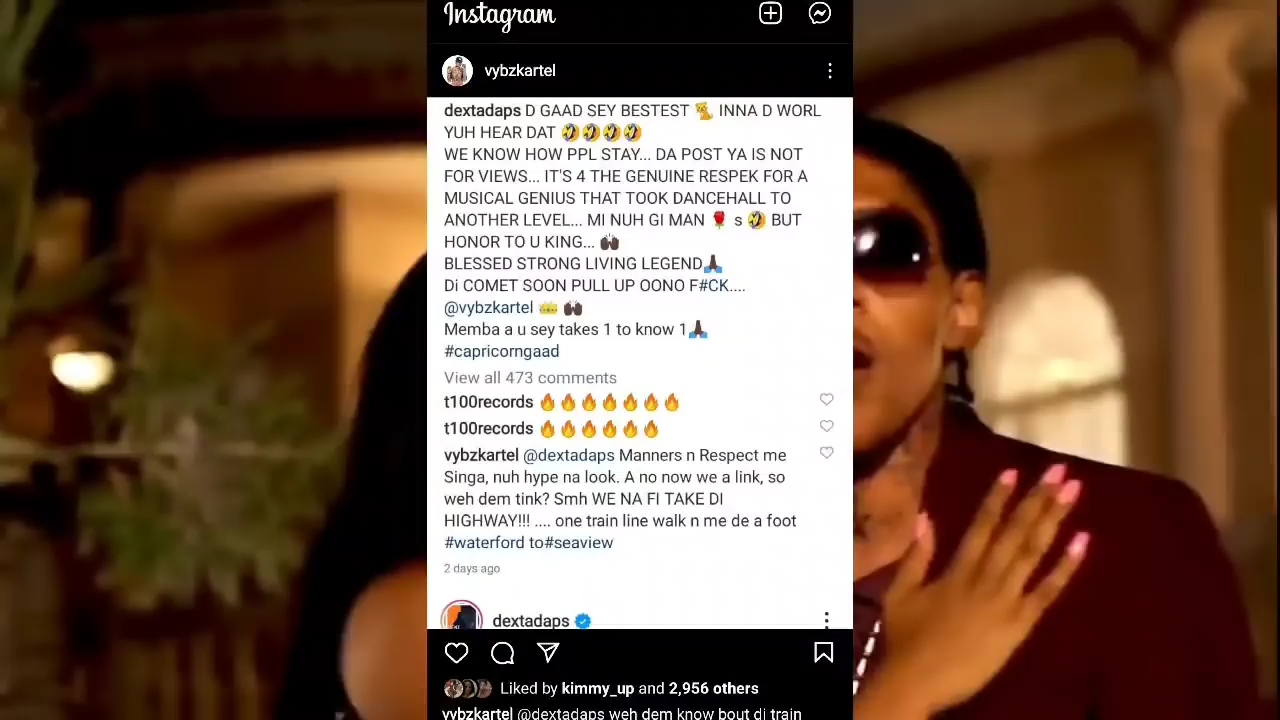 Instagram
vybzkartel
dextadaps D GAAD SEY BESTEST 🐈 INNA D WORL
YUH HEAR DAT 🤣🤣🤣🤣
WE KNOW HOW PPL STAY... DA POST YA IS NOT
FOR VIEWS... IT'S 4 THE GENUINE RESPEK FOR A
MUSICAL GENIUS THAT TOOK DANCEHALL TO
ANOTHER LEVEL... MI NUH GI MAN 🌹 s 🤣 BUT
HONOR TO U KING... 🙌🏿
BLESSED STRONG LIVING LEGEND🙏🏿
Di COMET SOON PULL UP OONO F#CK....
@vybzkartel 👑 🙌🏿
Memba a u sey takes 1 to know 1🙏🏿
#capricorngaad
View all 473 comments
t100records 🔥🔥🔥🔥🔥🔥🔥
t100records 🔥🔥🔥🔥🔥🔥
vybzkartel @dextadaps Manners n Respect me
Singa, nuh hype na look. A no now we a link, so
weh dem tink? Smh WE NA FI TAKE DI
HIGHWAY!!! .... one train line walk n me de a foot
#waterford to#seaview
2 days ago
dextadaps
Liked by kimmy_up and 2,956 others
vybzkartel @dextadaps weh dem know bout di train